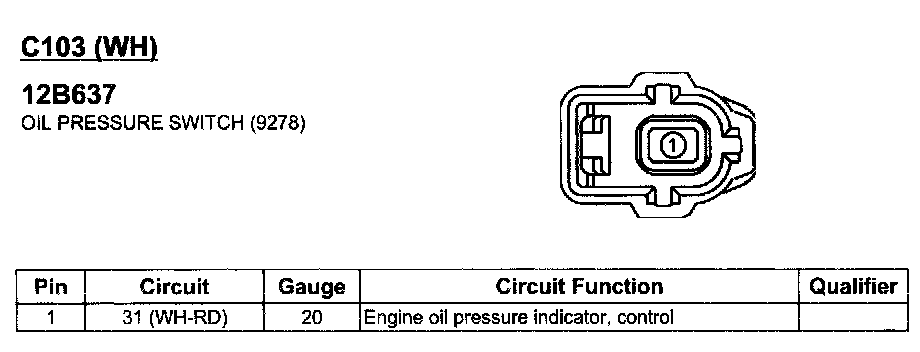 C103 (WH)
12B637
OIL PRESSURE SWITCH (9278)
1
Pin Circuit Gauge Circuit Function Qualifier
1 31 (WH-RD) 20 Engine oil pressure indicator, control